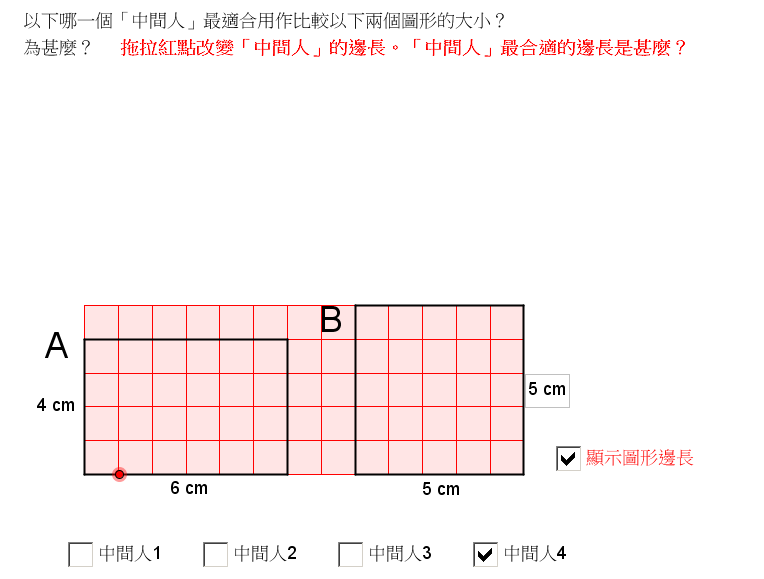 以下哪一個「中間人」最適合用作比較以下兩個圖形的大小？
為甚麼？ 拖拉紅點改變「中間人」的邊長。「中間人」最合適的邊長是甚麼？
B
A
5 cm
4 cm
顯示圖形邊長
6 cm
5 cm
中間人1 中間人2 中間人3 中間人4